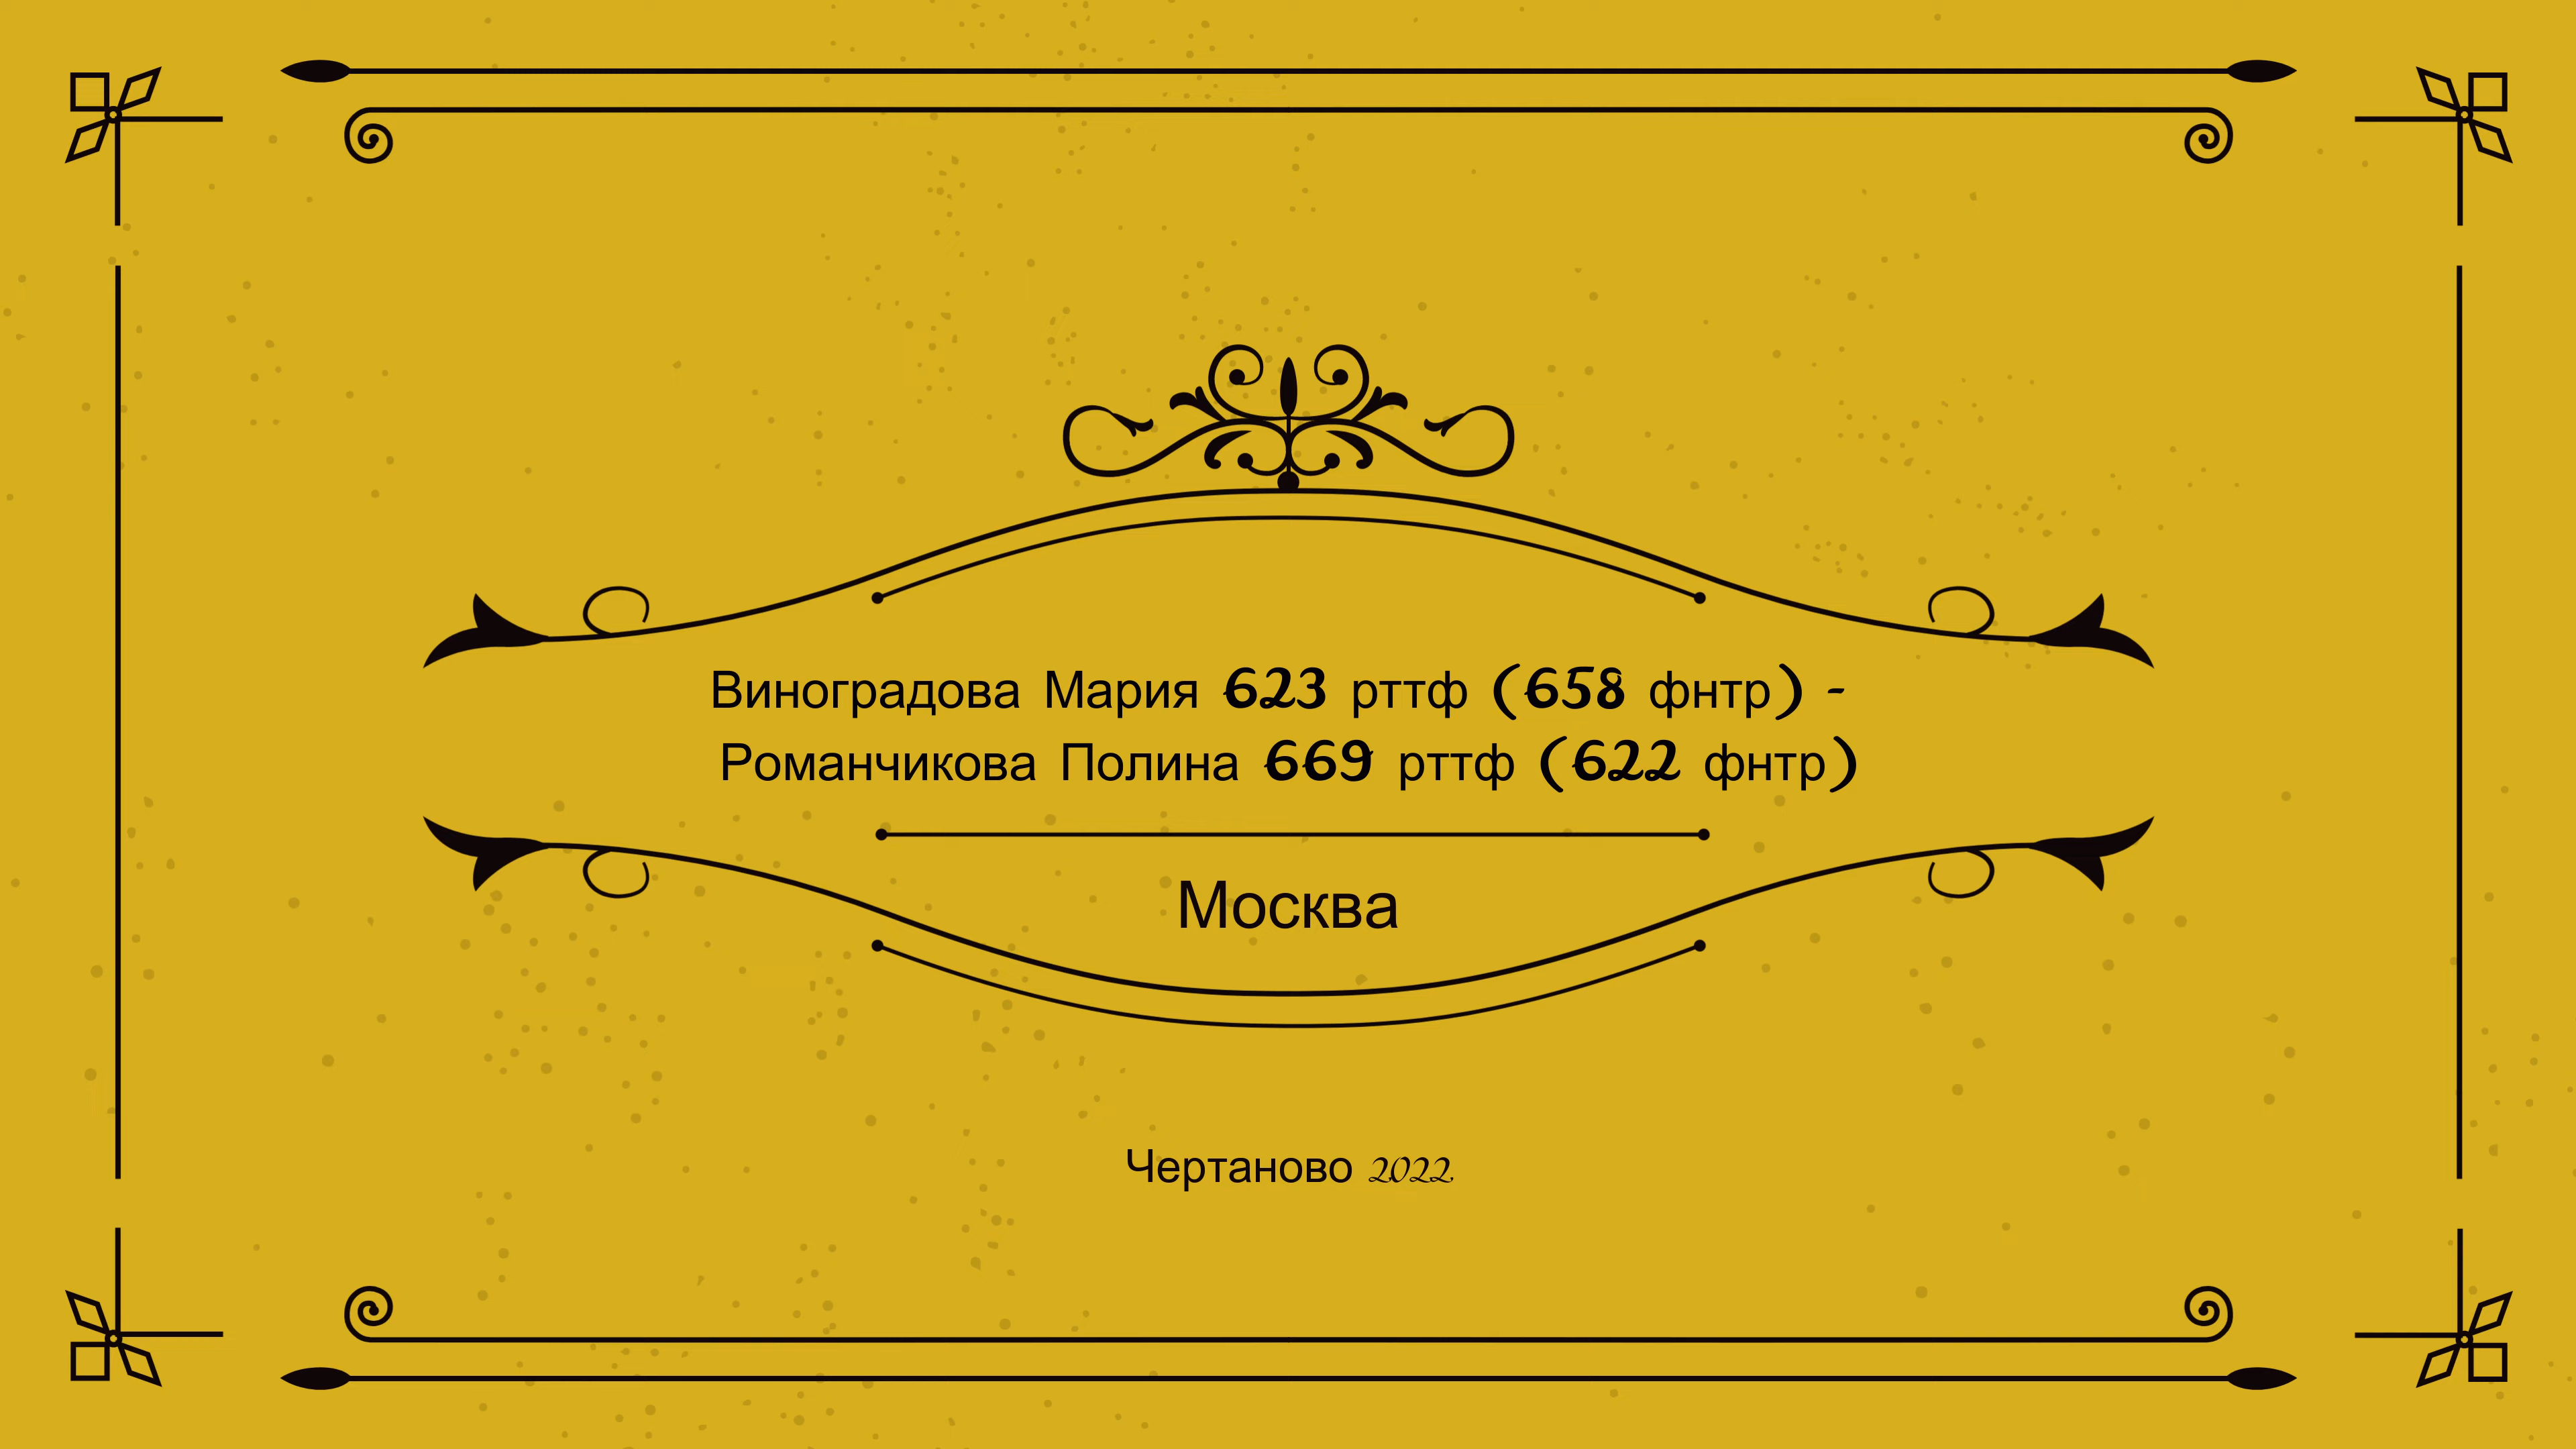 Виноградова Мария 623 рттф (658 фнтр) -
Романчикова Полина 669 рттф (622 фнтр)
Москва
Чертаново 2022